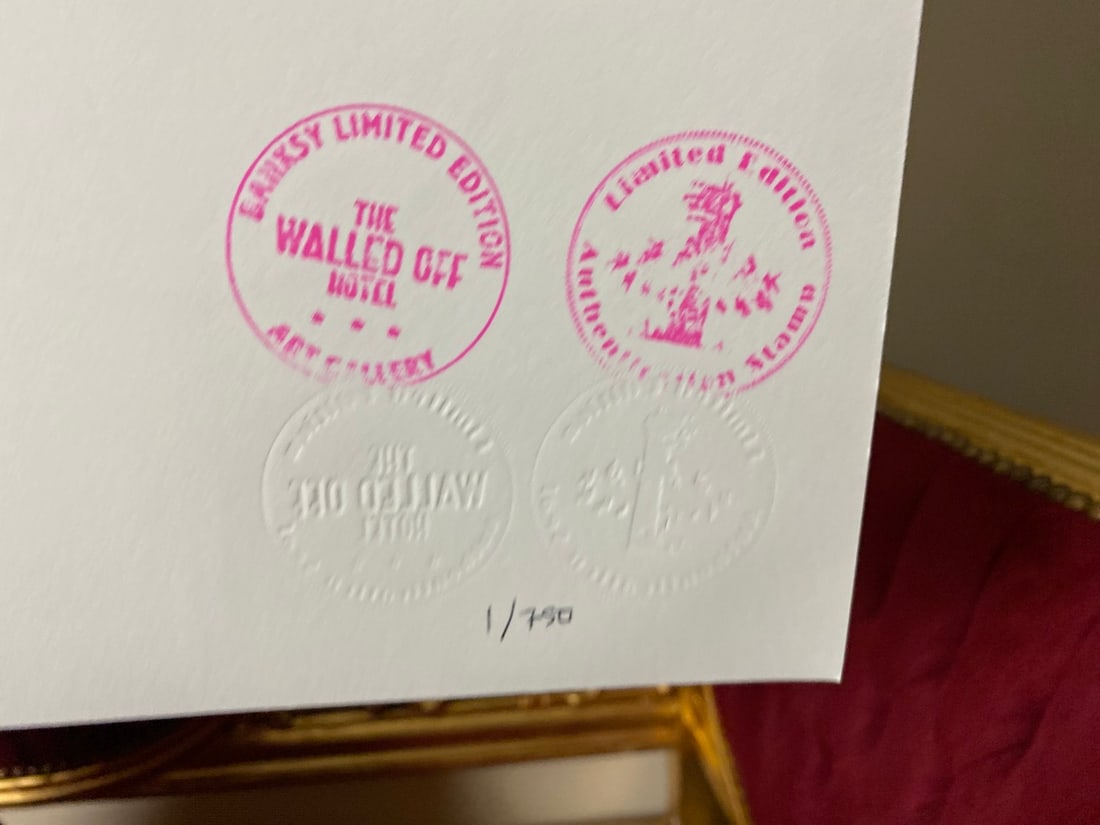 BANKSY LIMITED EDITION
THE
WALLED OFF
HOTEL
ART GALLERY
Limited Edition
Authentication Stamp
THE
WALLED OFF
HOTEL
1/750